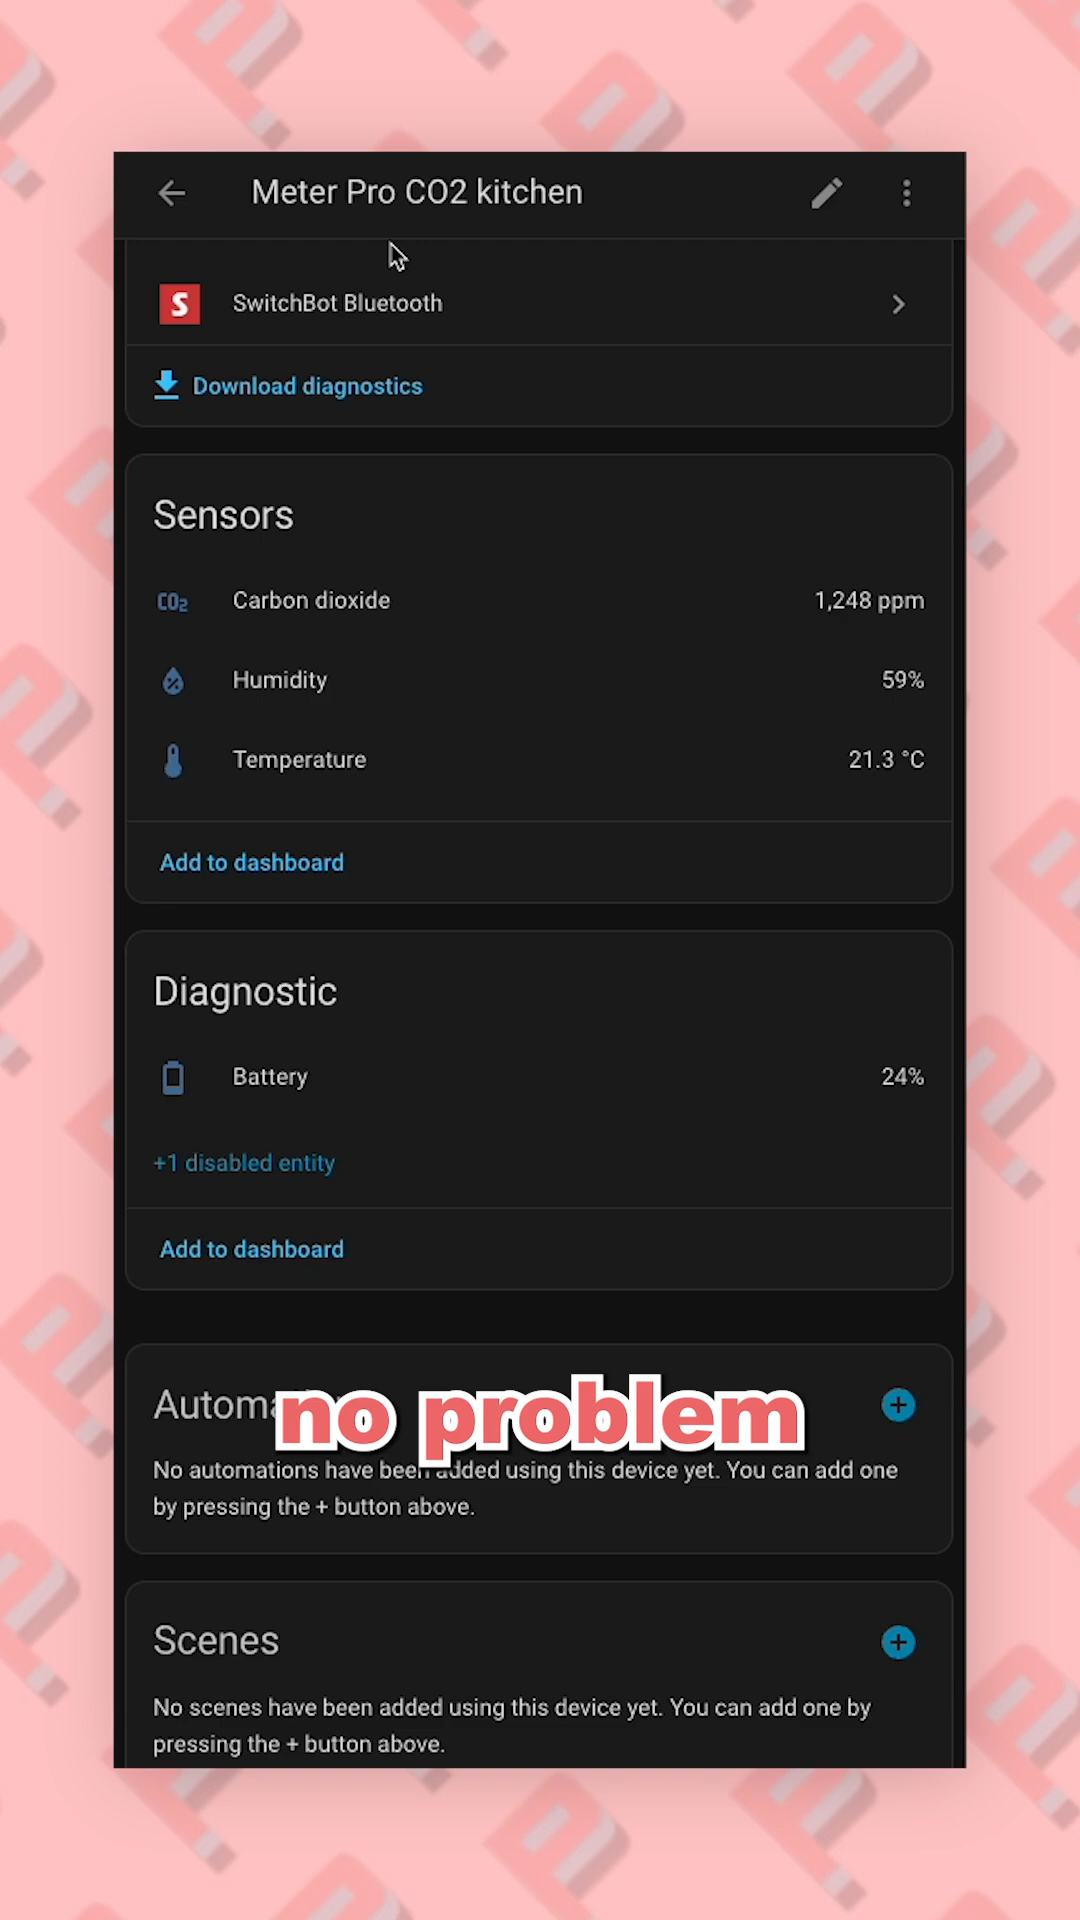 Meter Pro CO2 kitchen
S
SwitchBot Bluetooth
Download diagnostics
Sensors
CO₂
Carbon dioxide
1,248 ppm
Humidity
59%
Temperature
21.3 °C
Add to dashboard
Diagnostic
Battery
24%
+1 disabled entity
Add to dashboard
no problem
No automations have been added using this device yet. You can add one
by pressing the + button above.
Scenes
No scenes have been added using this device yet. You can add one by
pressing the + button above.